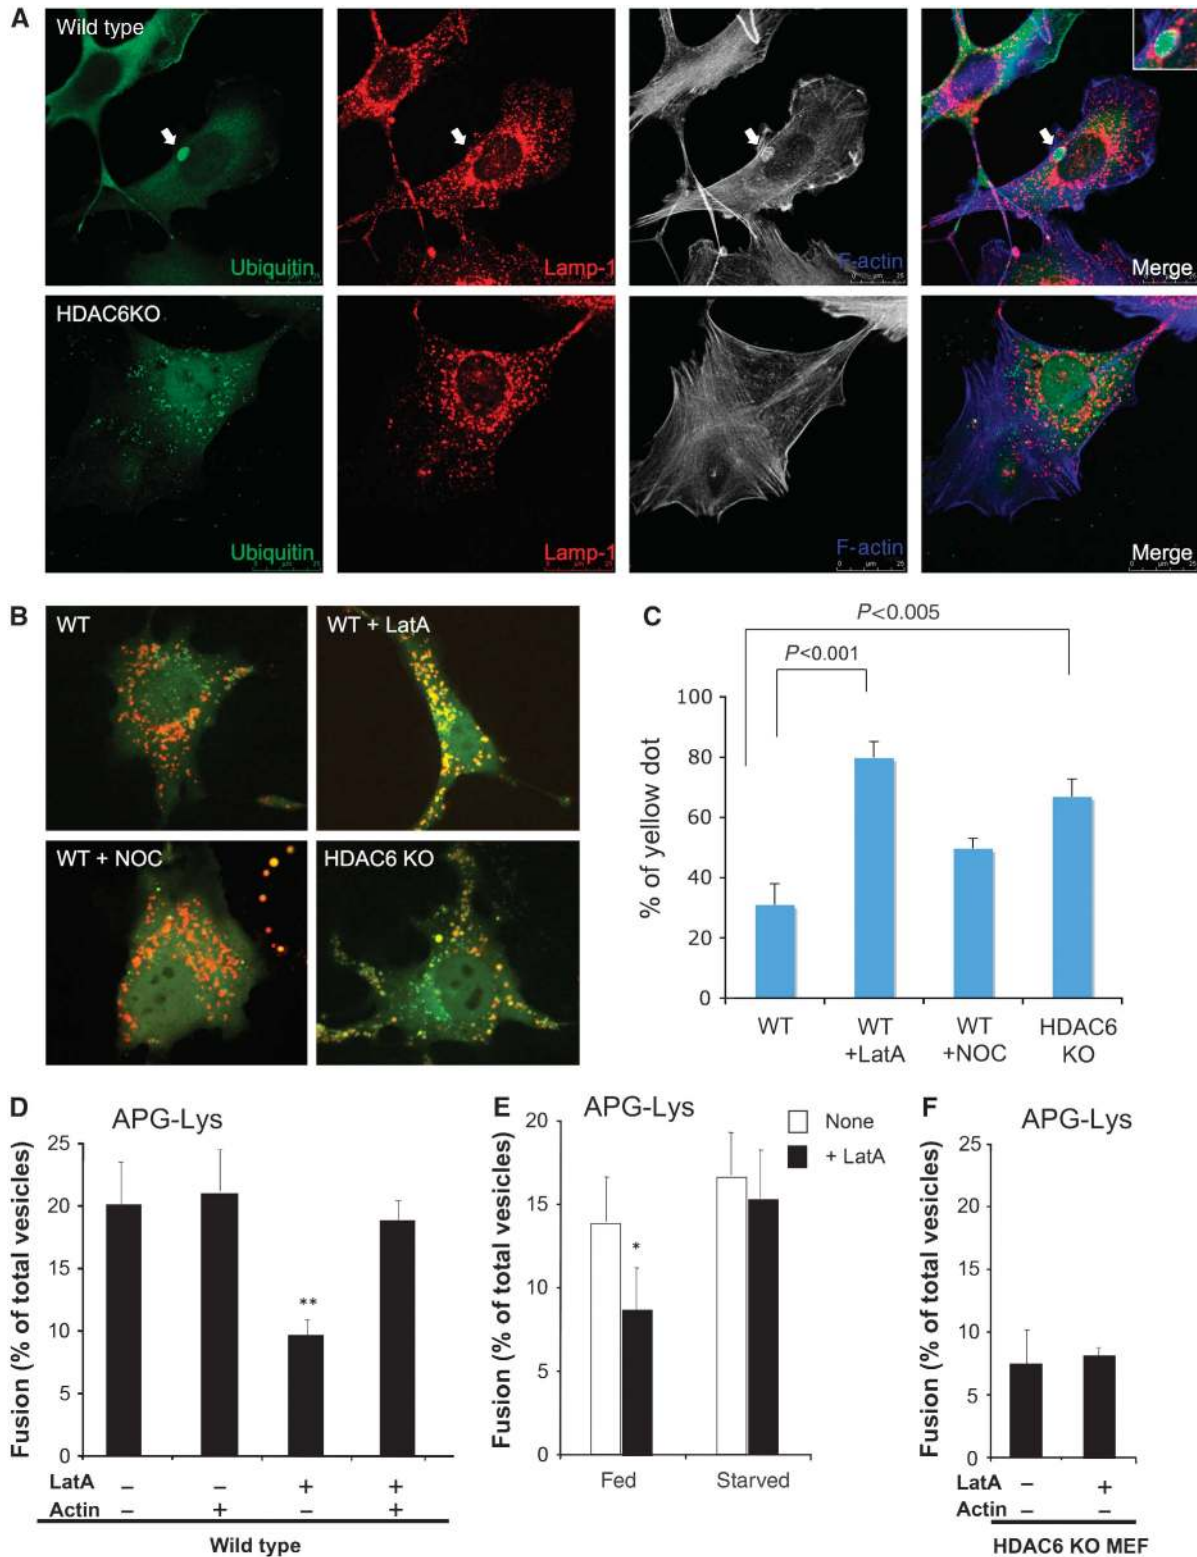 A
Wild type
Ubiquitin
Lamp-1
F-actin
Merge
HDAC6KO
Ubiquitin
Lamp-1
F-actin
Merge
B
WT
WT + LatA
WT + NOC
HDAC6 KO
C
P<0.005
P<0.001
% of yellow dot
100
80
60
40
20
0
WT
WT +LatA
WT +NOC
HDAC6 KO
D
APG-Lys
Fusion (% of total vesicles)
25
20
15
10
5
0
**
LatA – – + +
Actin – + – +
Wild type
E
APG-Lys
None
+ LatA
Fusion (% of total vesicles)
20
15
10
5
0
*
Fed
Starved
F
APG-Lys
Fusion (% of total vesicles)
25
20
15
10
5
0
LatA – +
Actin –
HDAC6 KO MEF